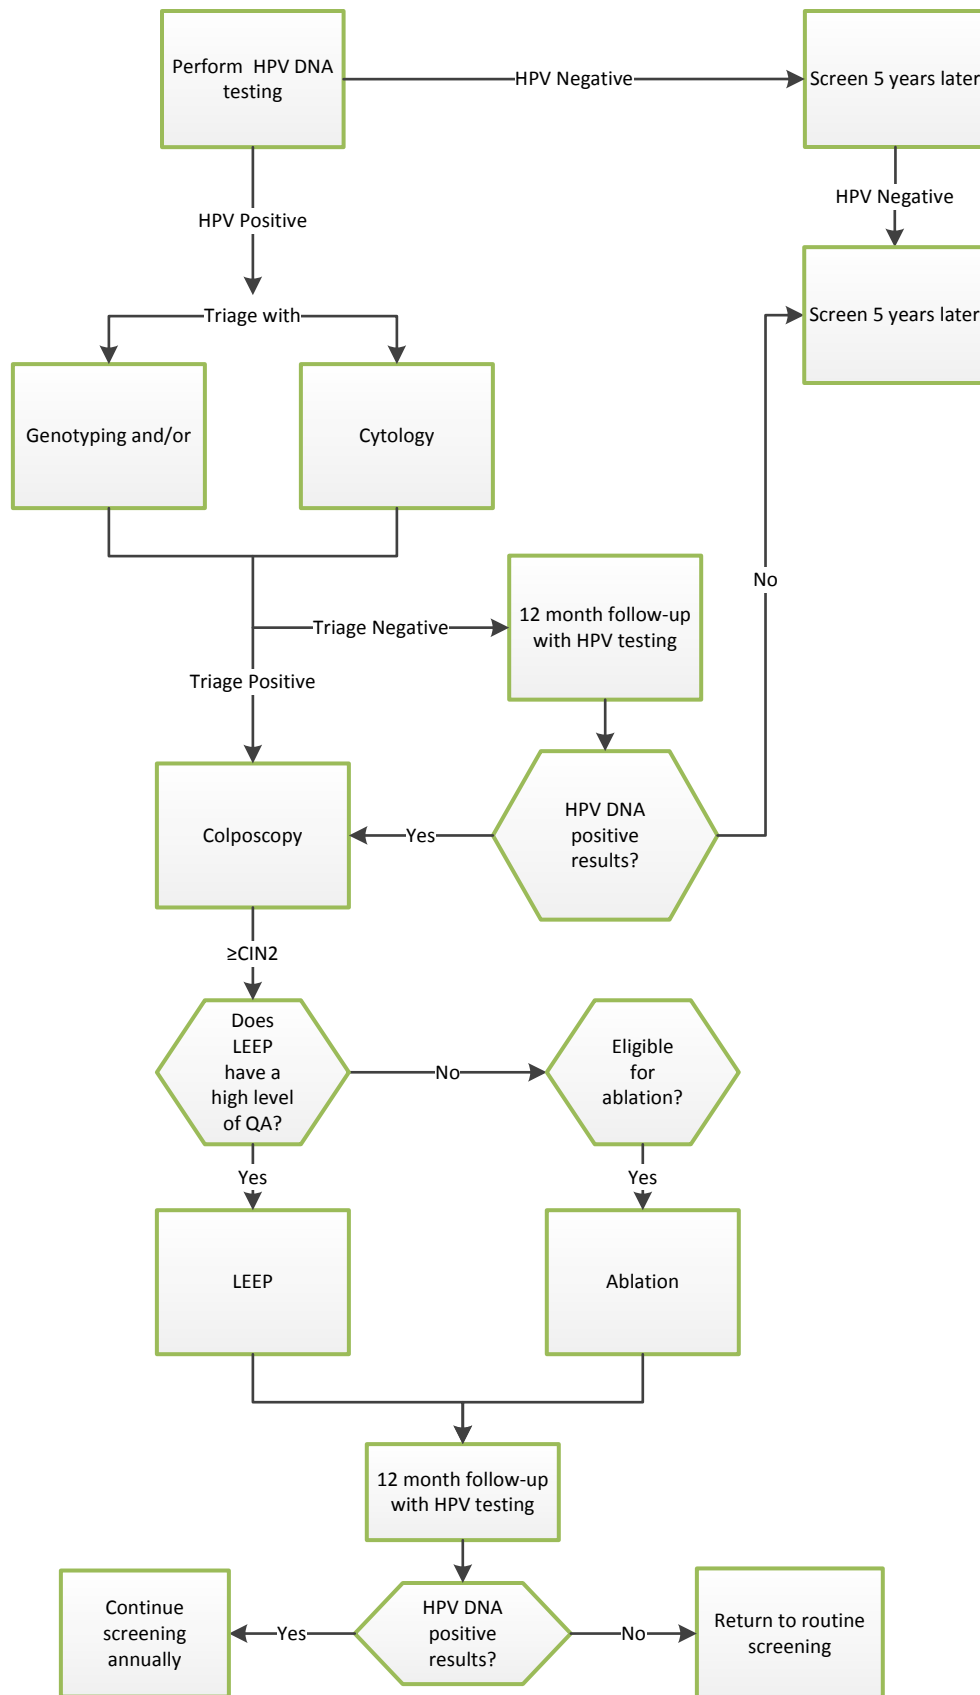 Perform  HPV DNA
testing
HPV Negative
Screen 5 years later
HPV Negative
HPV Positive
Screen 5 years later
Triage with
Genotyping and/or
Cytology
No
12 month follow-up
with HPV testing
Triage Negative
Triage Positive
HPV DNA
positive
results?
Yes
Colposcopy
≥CIN2
Does
LEEP
have a
high level
of QA?
No
Eligible
for
ablation?
Yes
Yes
LEEP
Ablation
12 month follow-up
with HPV testing
Continue
screening
annually
Yes
HPV DNA
positive
results?
No
Return to routine
screening